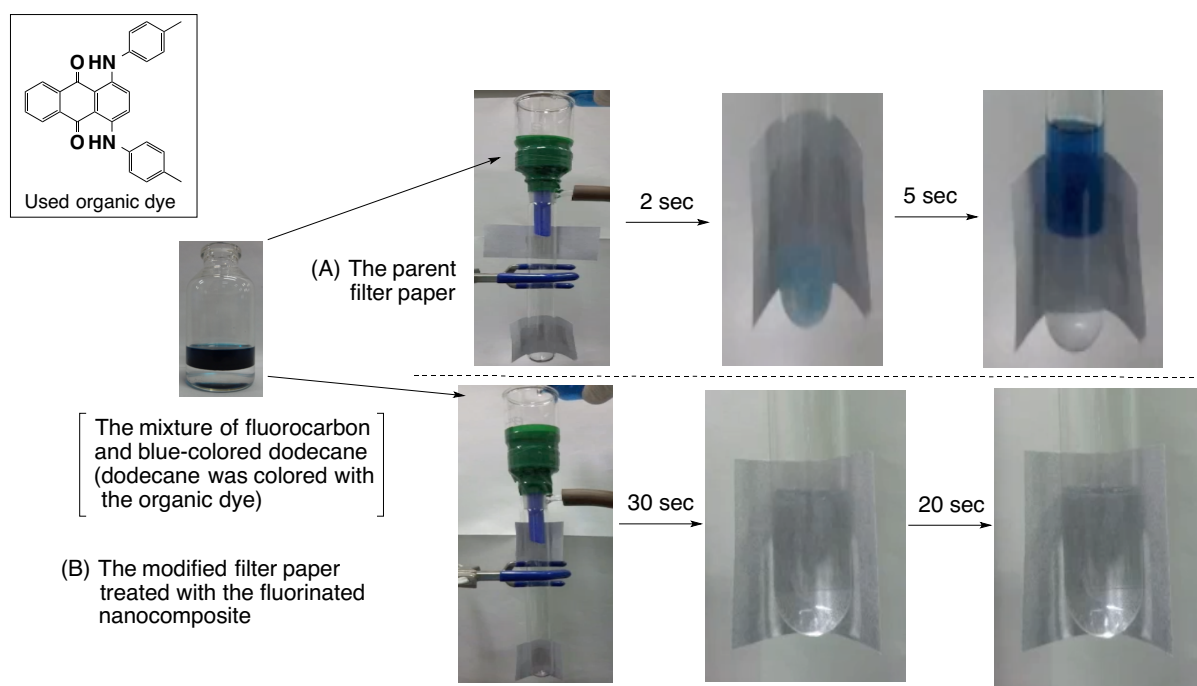 O HN
O HN
Used organic dye
(A) The parent
filter paper
2 sec
5 sec
The mixture of fluorocarbon
and blue-colored dodecane
(dodecane was colored with
the organic dye)
(B) The modified filter paper
treated with the fluorinated
nanocomposite
30 sec
20 sec